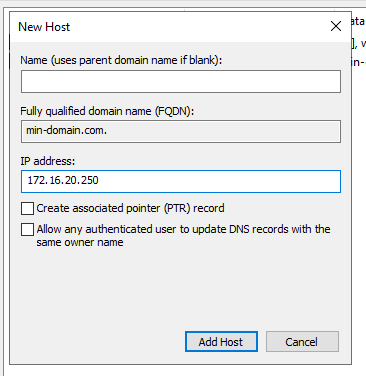 New Host
Name (uses parent domain name if blank):
Fully qualified domain name (FQDN):
min-domain.com.
IP address:
172.16.20.250
Create associated pointer (PTR) record
Allow any authenticated user to update DNS records with the
same owner name
Add Host
Cancel
ata
], w
in-